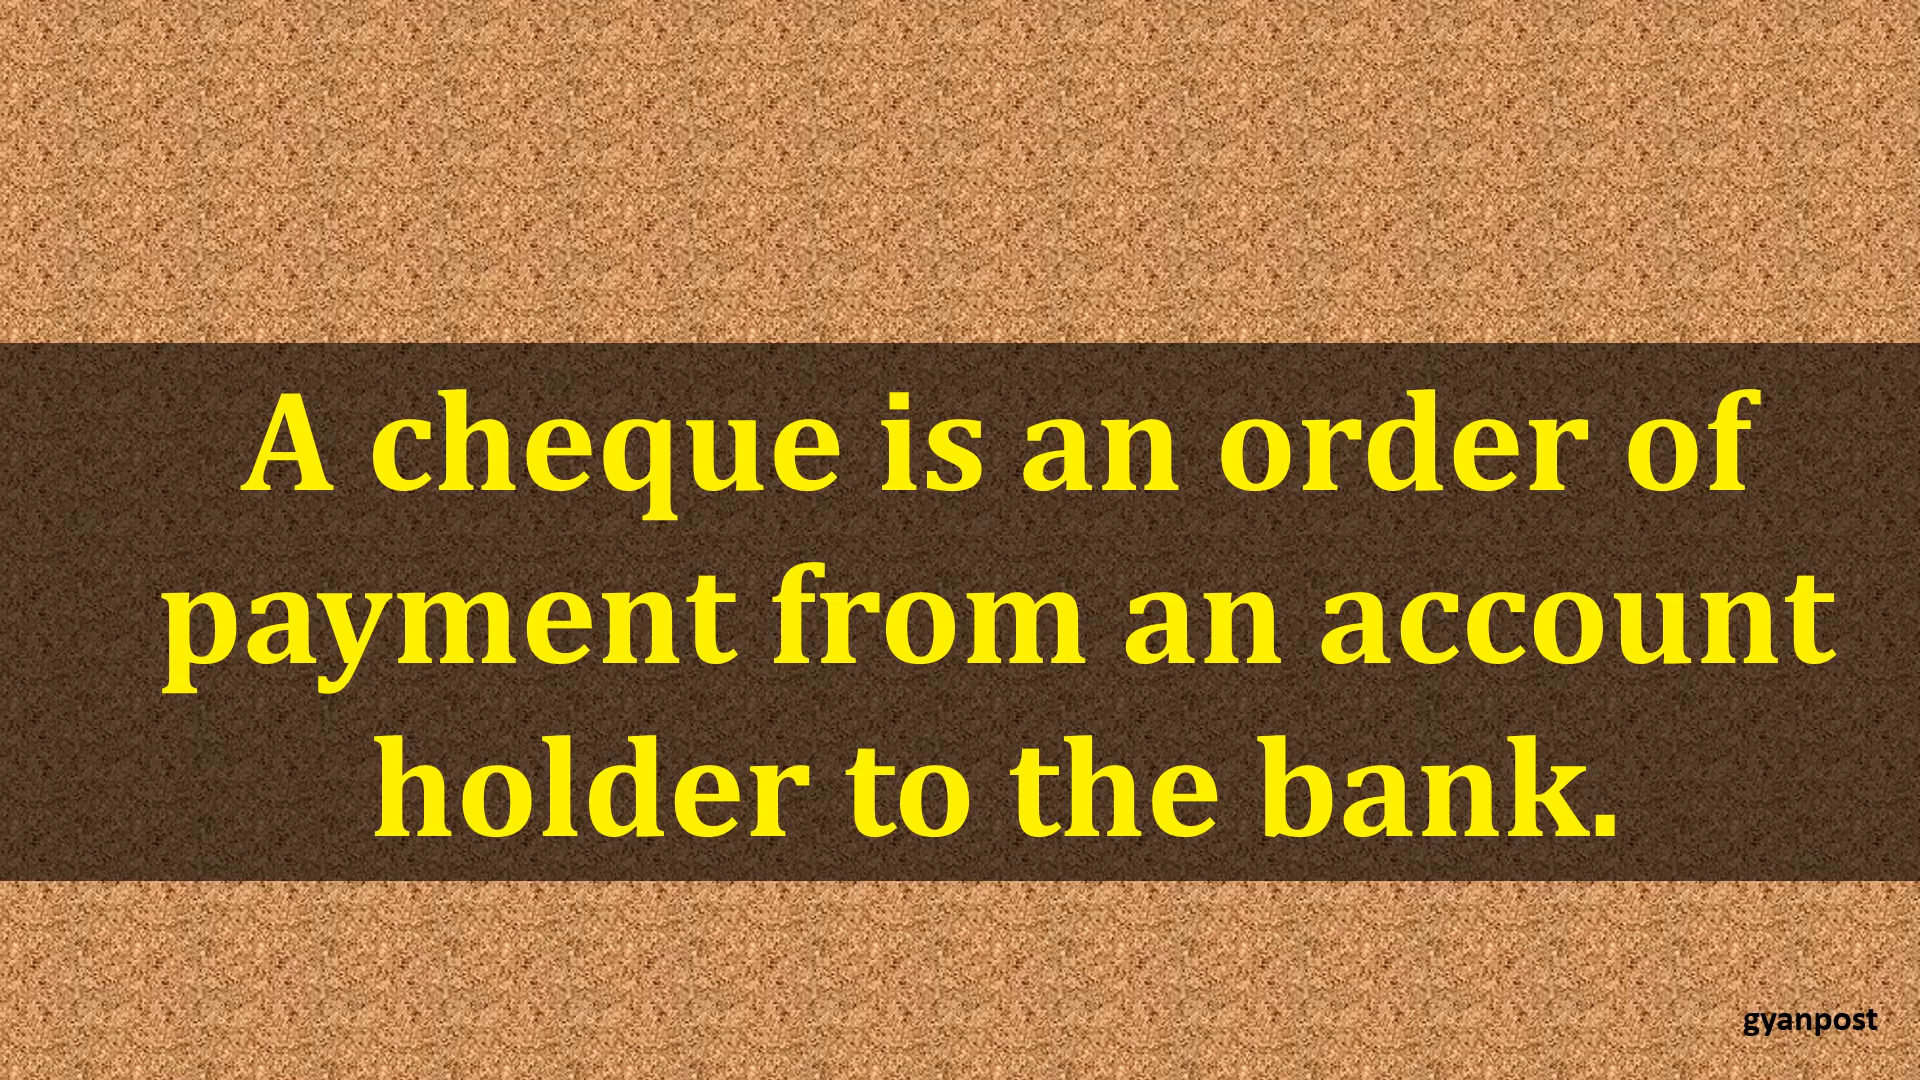 A cheque is an order of
payment from an account
holder to the bank.
gyanpost